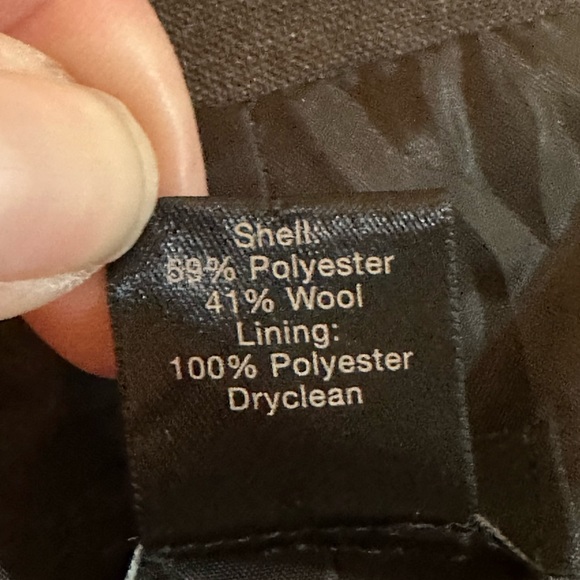 Shell:
59% Polyester
41% Wool
Lining:
100% Polyester
Dryclean